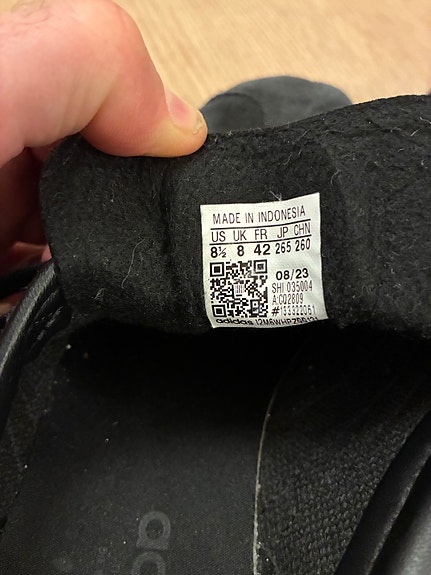 MADE IN INDONESIA
US UK FR JP CHN
8½ 8 42 265 260
08/23
SHI 035004
A:CQ2809
adidas
ad